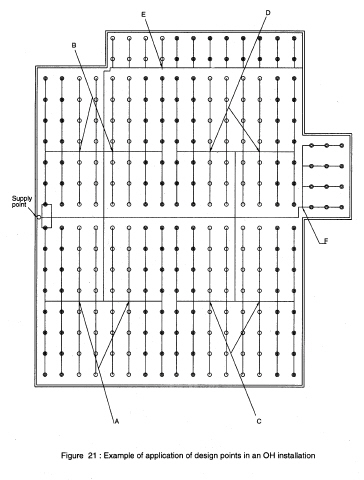 E
D
B
Supply
point
F
A
C
Figure 21 : Example of application of design points in an OH installation